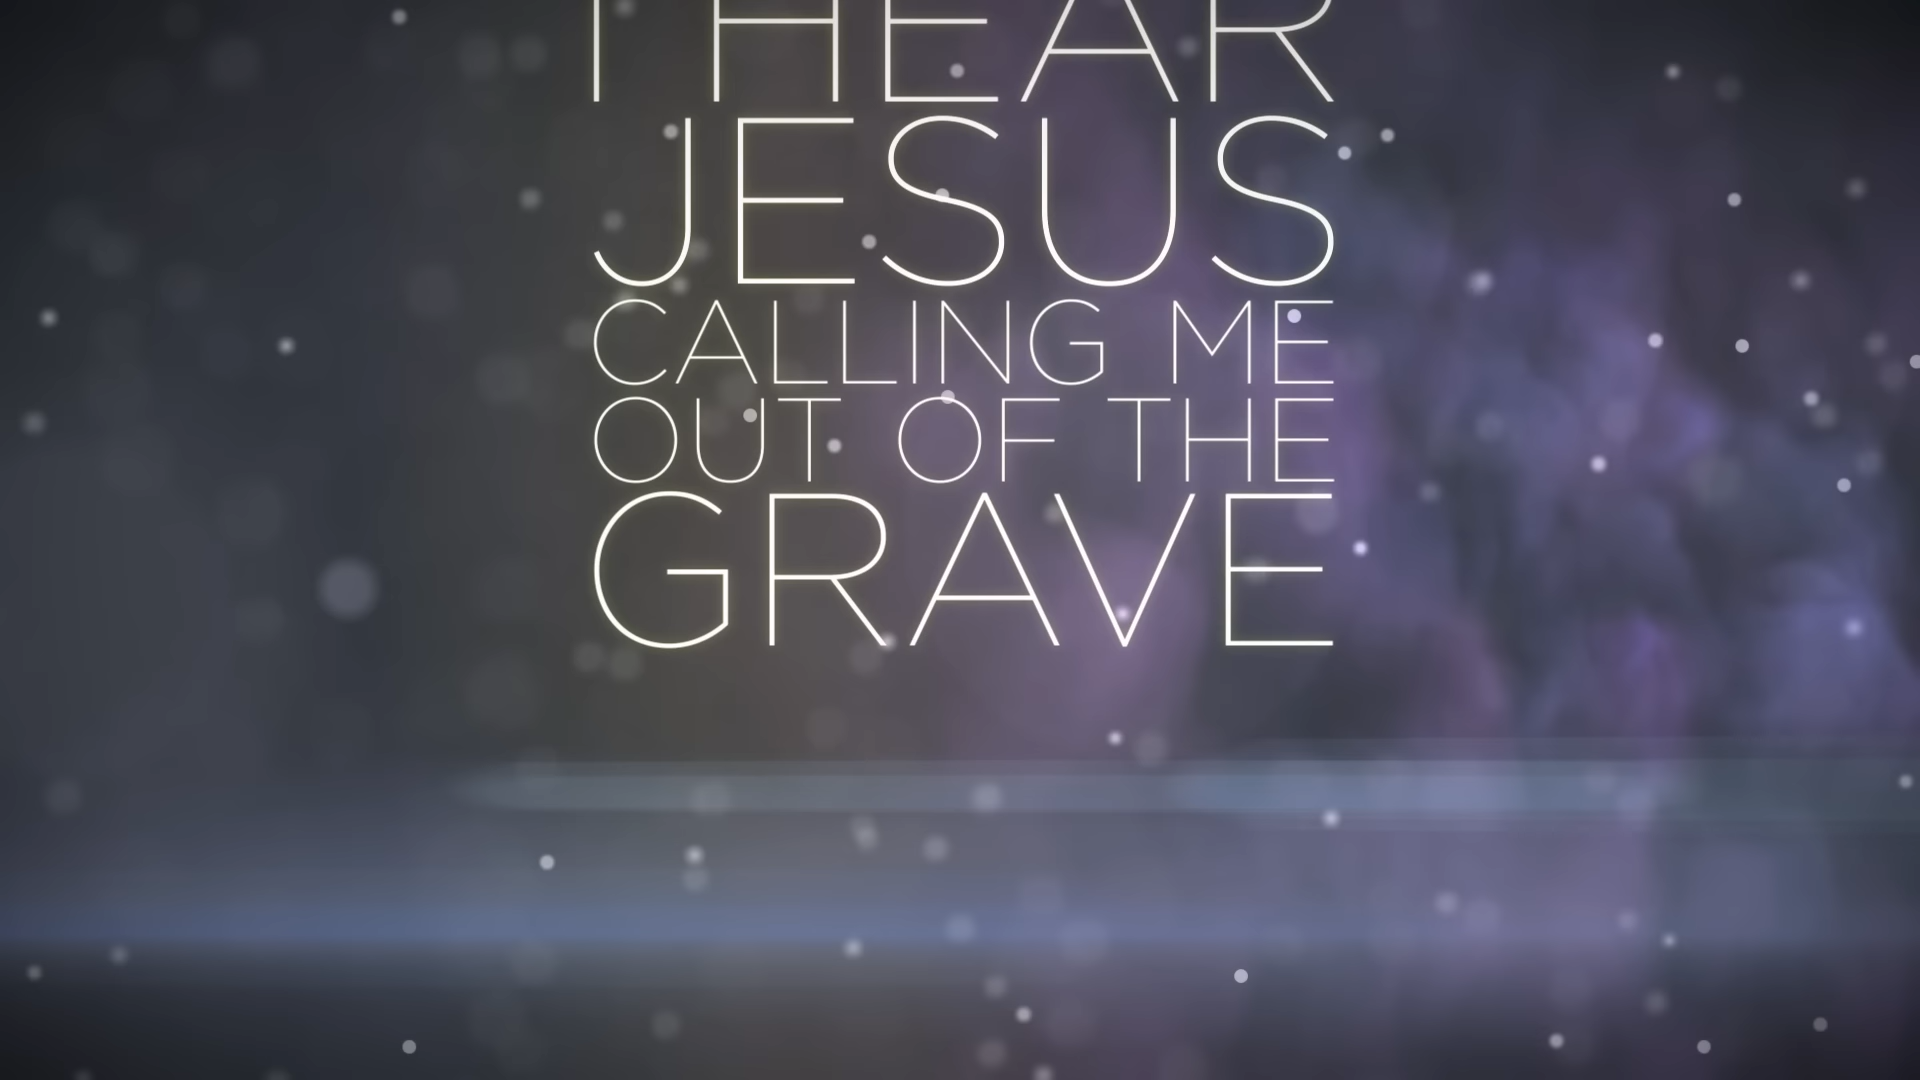 I HEAR
JESUS
CALLING ME
OUT OF THE
GRAVE